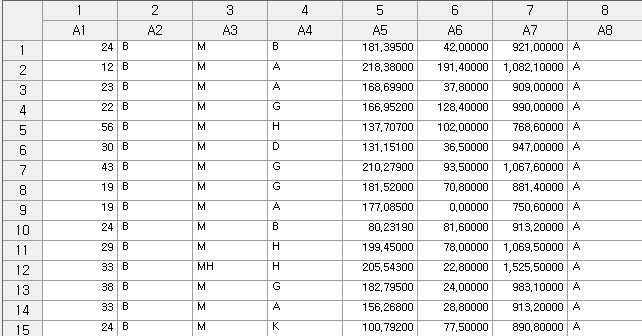 1 2 3 4 5 6 7 8
A1 A2 A3 A4 A5 A6 A7 A8
1 24 B M B 181,39500 42,00000 921,00000 A
2 12 B M A 218,38000 191,40000 1,082,10000 A
3 23 B M A 168,69900 37,80000 909,00000 A
4 22 B M G 166,95200 128,40000 990,00000 A
5 56 B M H 137,70700 102,00000 768,60000 A
6 30 B M D 131,15100 36,50000 947,00000 A
7 43 B M G 210,27900 93,50000 1,067,60000 A
8 19 B M G 181,52000 70,80000 881,40000 A
9 19 B M A 177,08500 0,00000 750,60000 A
10 24 B M B 80,23190 81,60000 913,20000 A
11 29 B M H 199,45000 78,00000 1,069,50000 A
12 33 B MH H 205,54300 22,80000 1,525,50000 A
13 38 B M G 182,79500 24,00000 983,10000 A
14 33 B M A 156,26800 28,80000 913,20000 A
15 24 B M K 100,79200 77,50000 890,80000 A